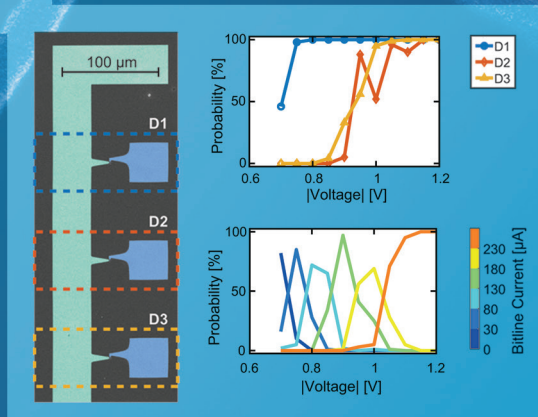 100 µm
D1
D2
D3
Probability [%]
100
50
0
0.6
0.8
1
1.2
|Voltage| [V]
D1
D2
D3
Probability [%]
100
50
0
0.6
0.8
1.0
1.2
|Voltage| [V]
230
180
130
80
30
0
Bitline Current [µA]